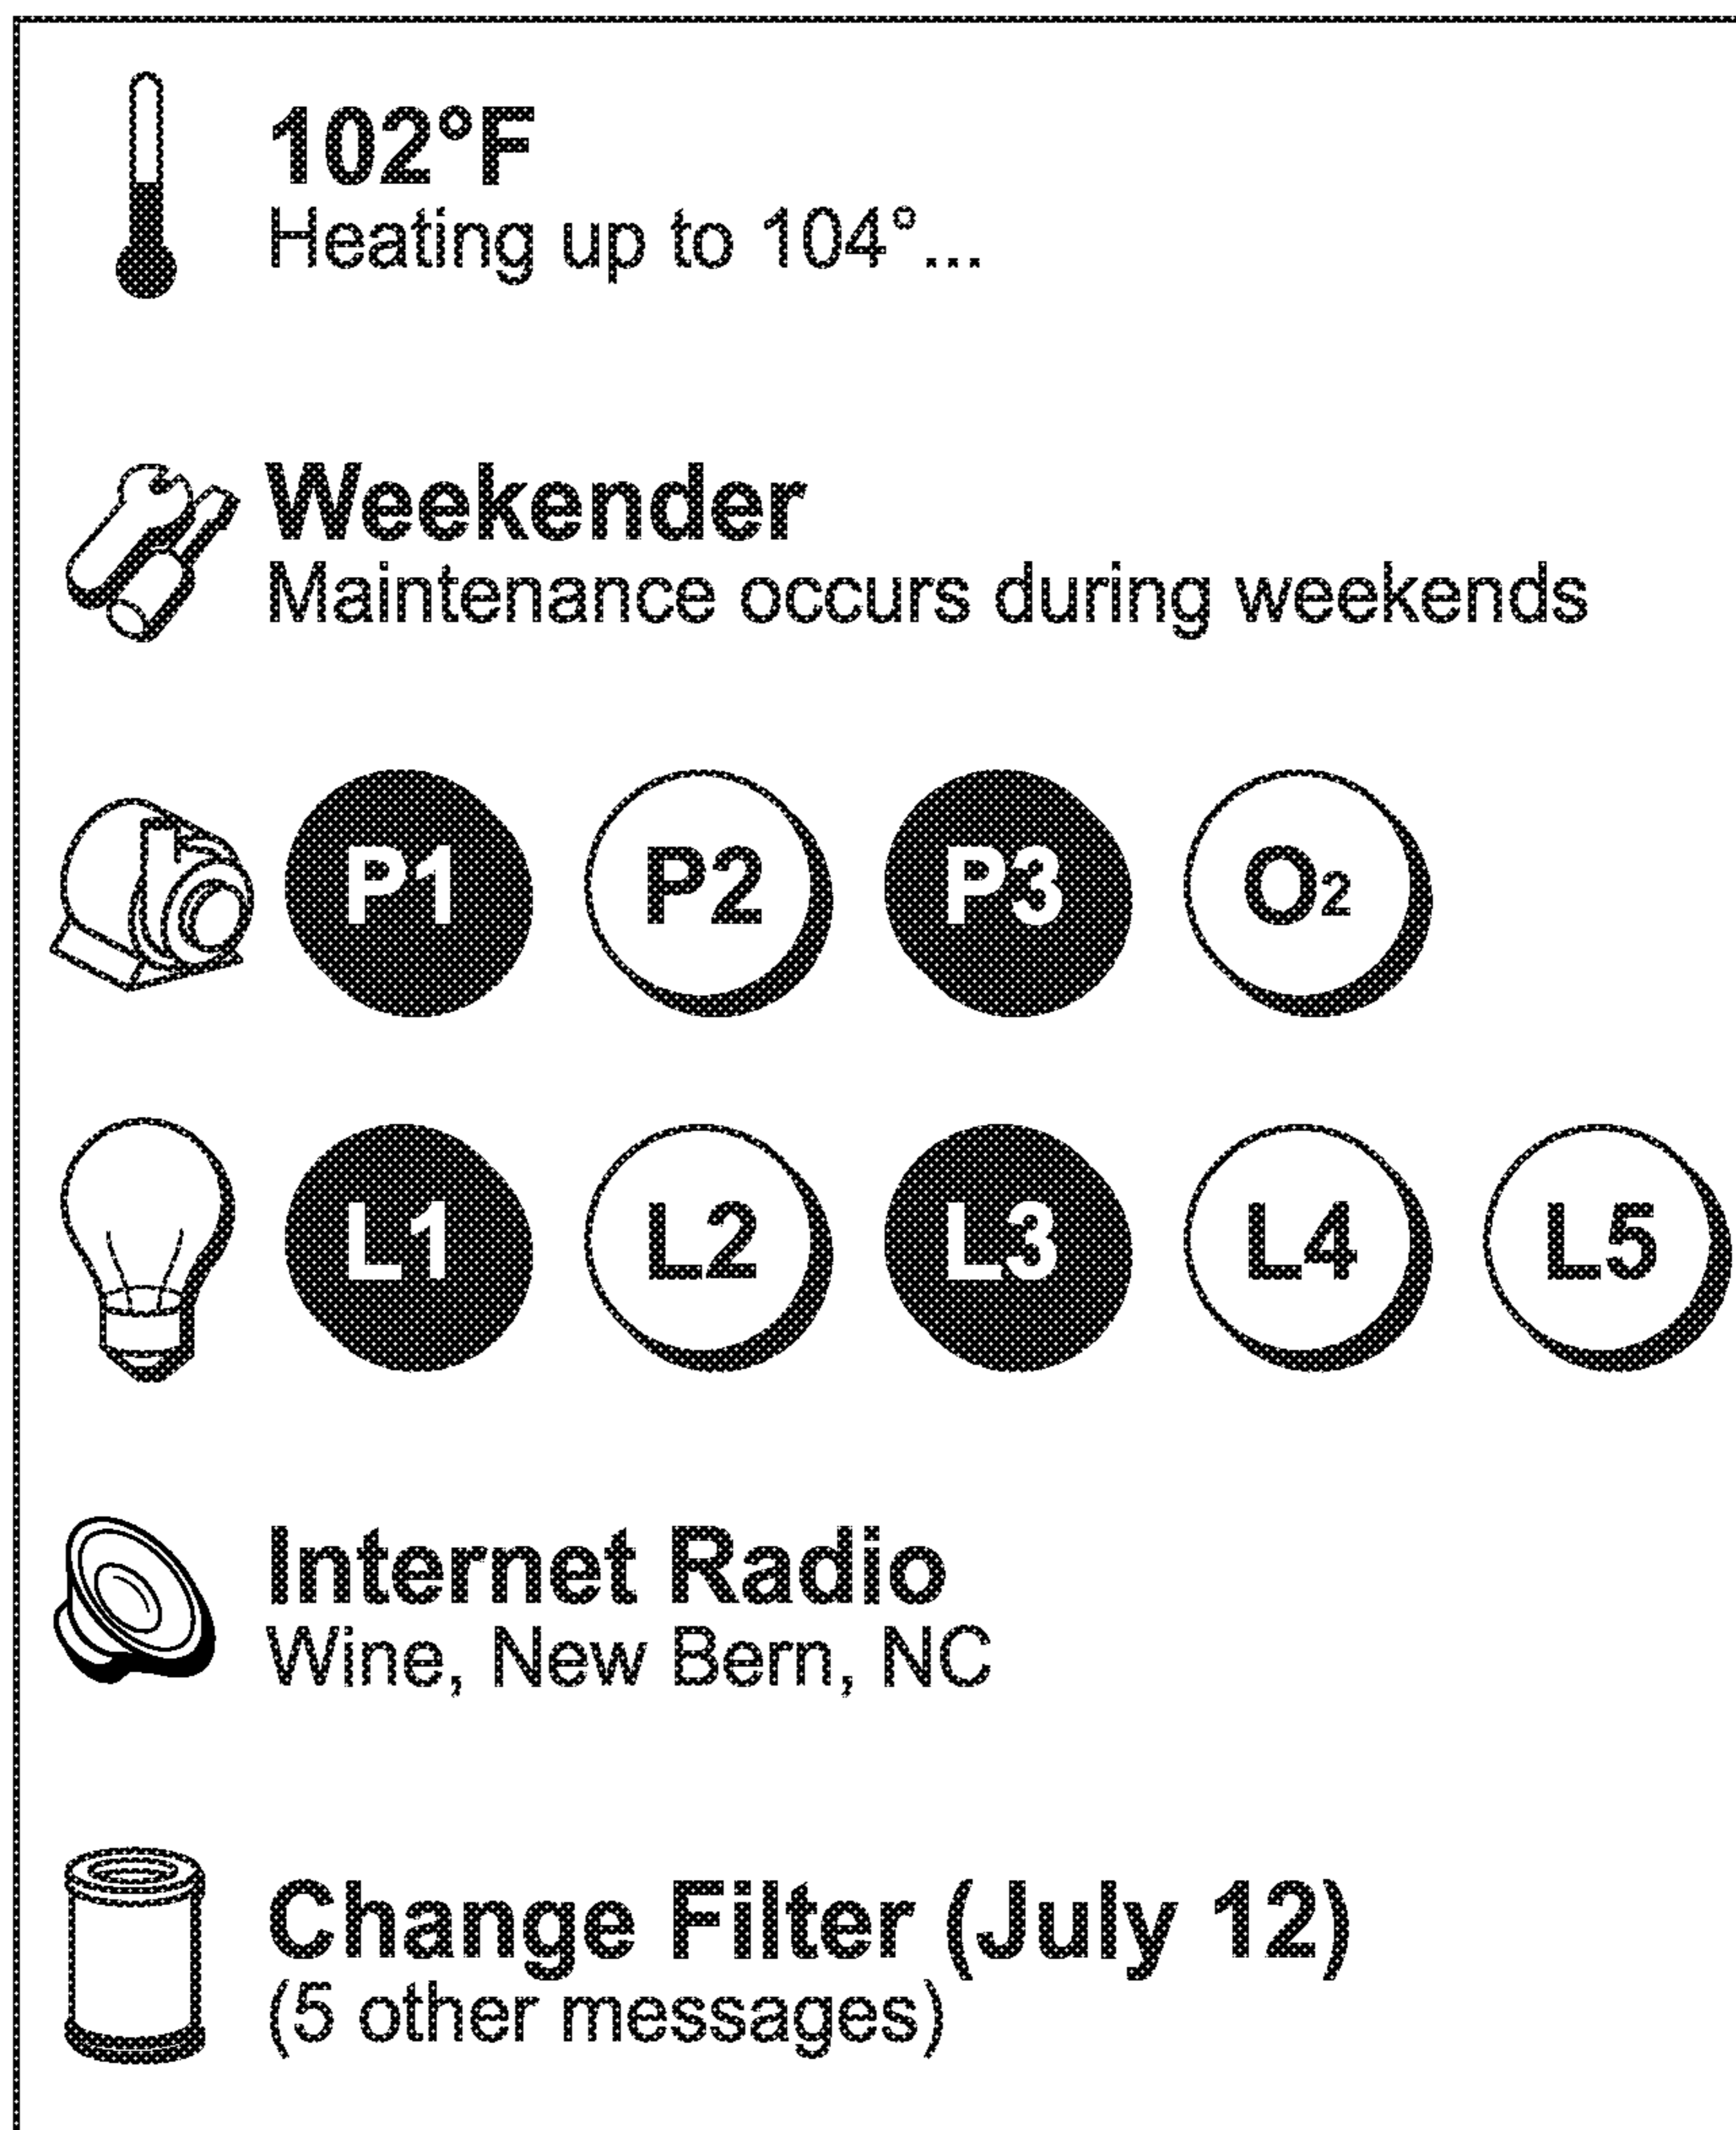 102°F
Heating up to 104°...
Weekender
Maintenance occurs during weekends
P1 P2 P3 O₂
L1 L2 L3 L4 L5
Internet Radio
Wine, New Bern, NC
Change Filter (July 12)
(5 other messages)